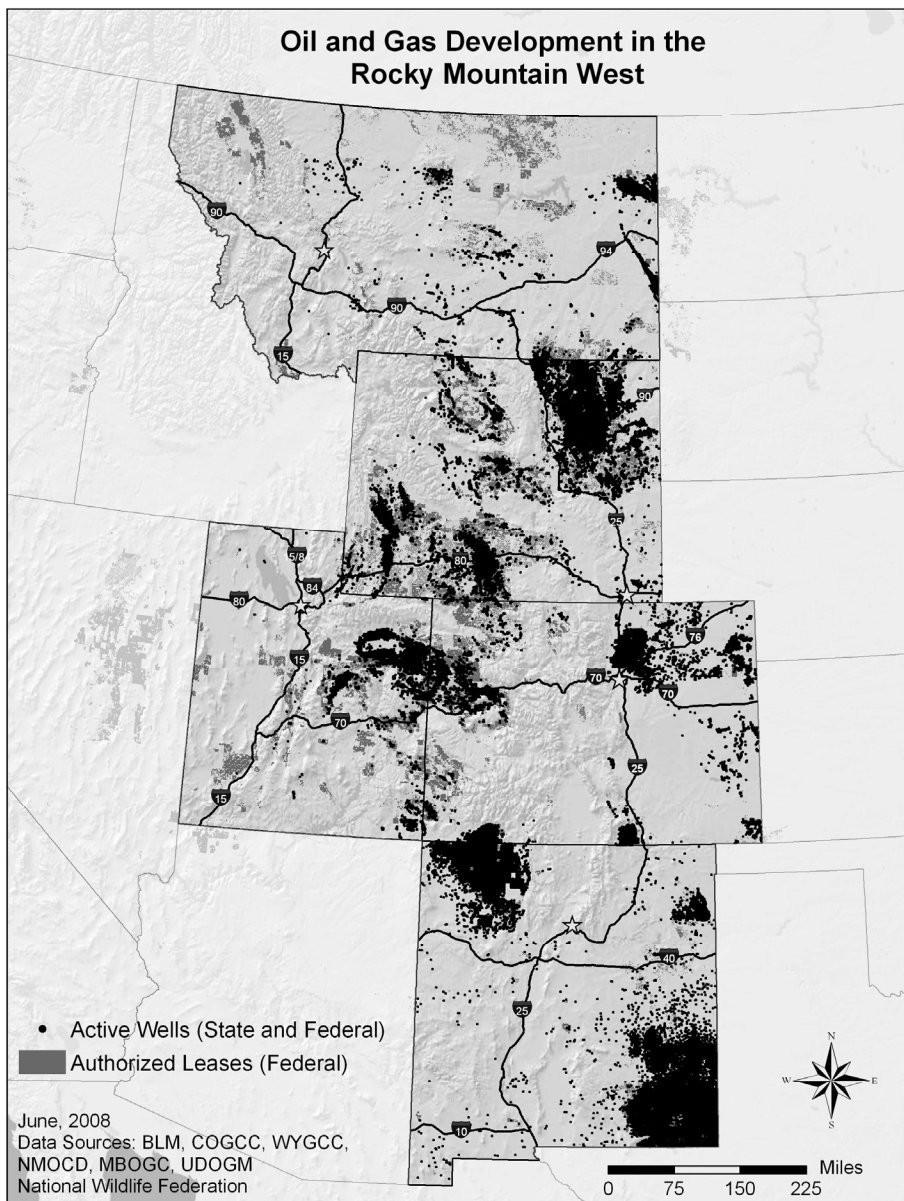 Oil and Gas Development in the
Rocky Mountain West
90
94
90
15
90
25
80
15/8
84
80
76
15
70
70
70
25
15
40
25
10
Active Wells (State and Federal)
Authorized Leases (Federal)
N
W
E
S
June, 2008
Data Sources: BLM, COGCC, WYGCC,
NMOCD, MBOGC, UDOGM
National Wildlife Federation
Miles
0 75 150 225